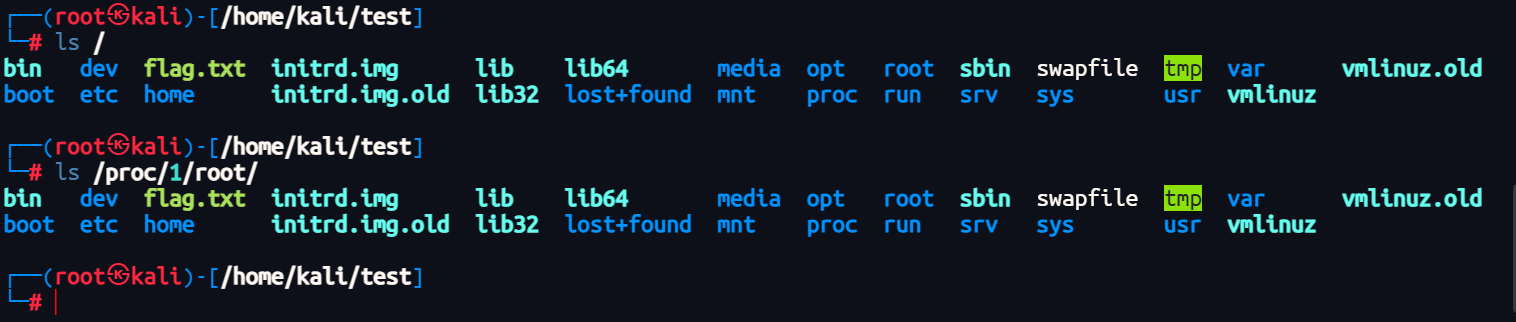 ┌──(root㉿kali)-[/home/kali/test]
└─# ls /
bin   dev  flag.txt  initrd.img      lib    lib64       media  opt   root  sbin  swapfile  tmp  var      vmlinuz.old
boot  etc  home      initrd.img.old  lib32  lost+found  mnt    proc  run   srv   sys       usr  vmlinuz
┌──(root㉿kali)-[/home/kali/test]
└─# ls /proc/1/root/
bin   dev  flag.txt  initrd.img      lib    lib64       media  opt   root  sbin  swapfile  tmp  var      vmlinuz.old
boot  etc  home      initrd.img.old  lib32  lost+found  mnt    proc  run   srv   sys       usr  vmlinuz
┌──(root㉿kali)-[/home/kali/test]
└─#